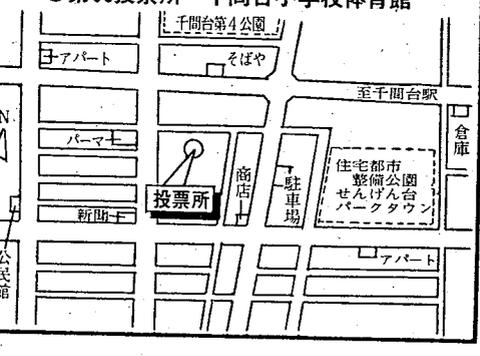 千間台小学校体育館
千間台第4公園
アパート
そばや
至千間台駅
N
パーマ
倉庫
商店
駐車場
住宅都市
整備公園
せんげん台
パークタウン
投票所
新聞
公民館
アパート